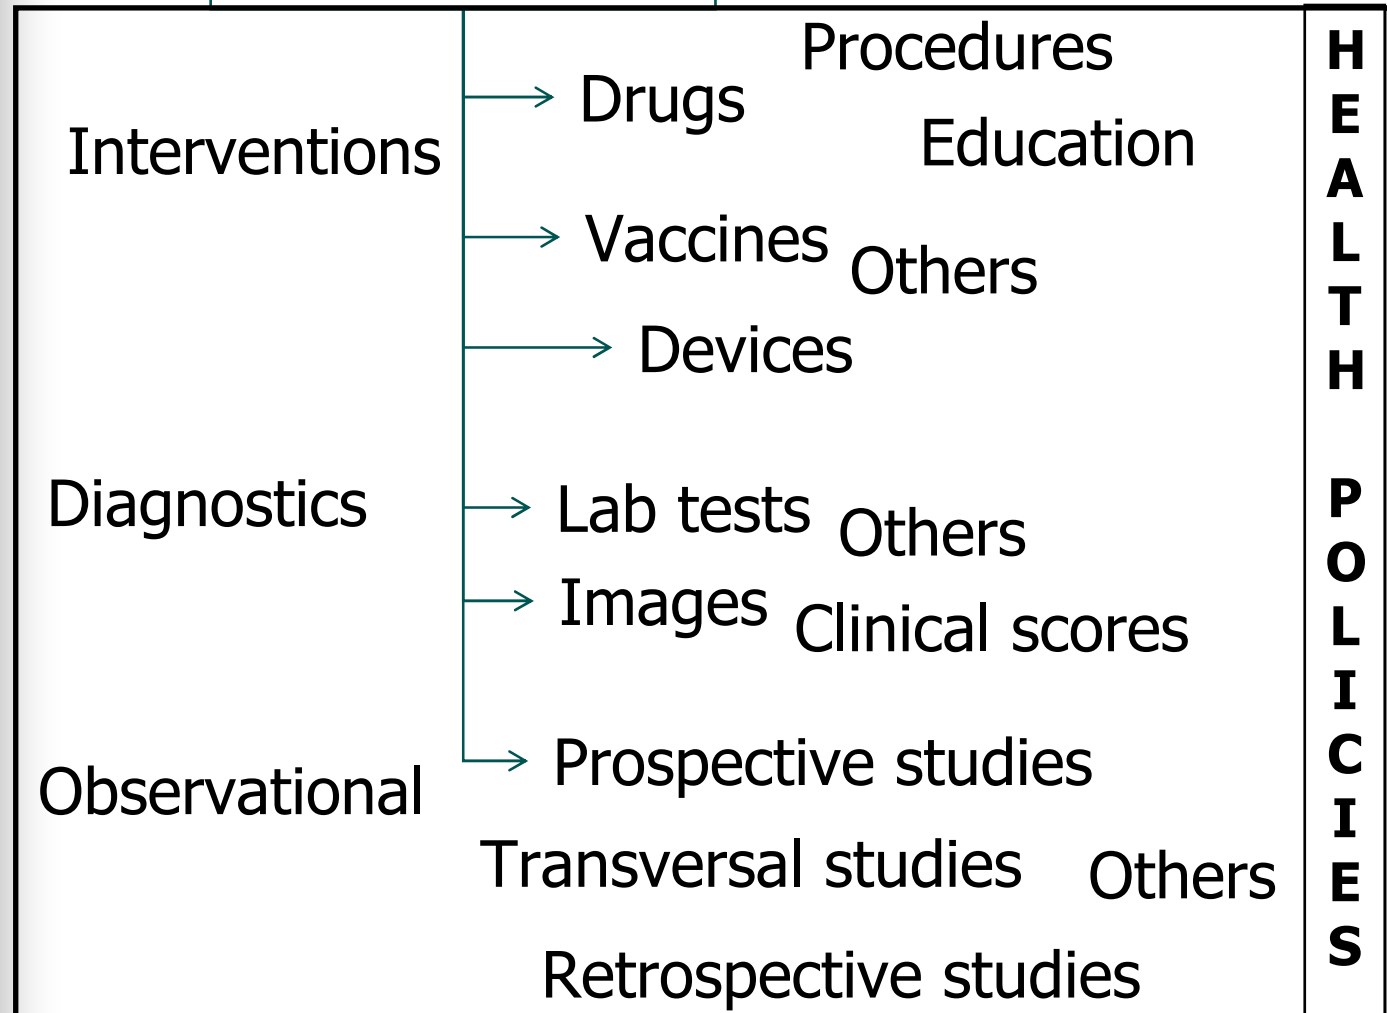 Procedures
Drugs
Education
Interventions
Vaccines
Others
Devices
Diagnostics
Lab tests
Others
Images
Clinical scores
Observational
Prospective studies
Transversal studies
Others
Retrospective studies
HEALTH POLICIES